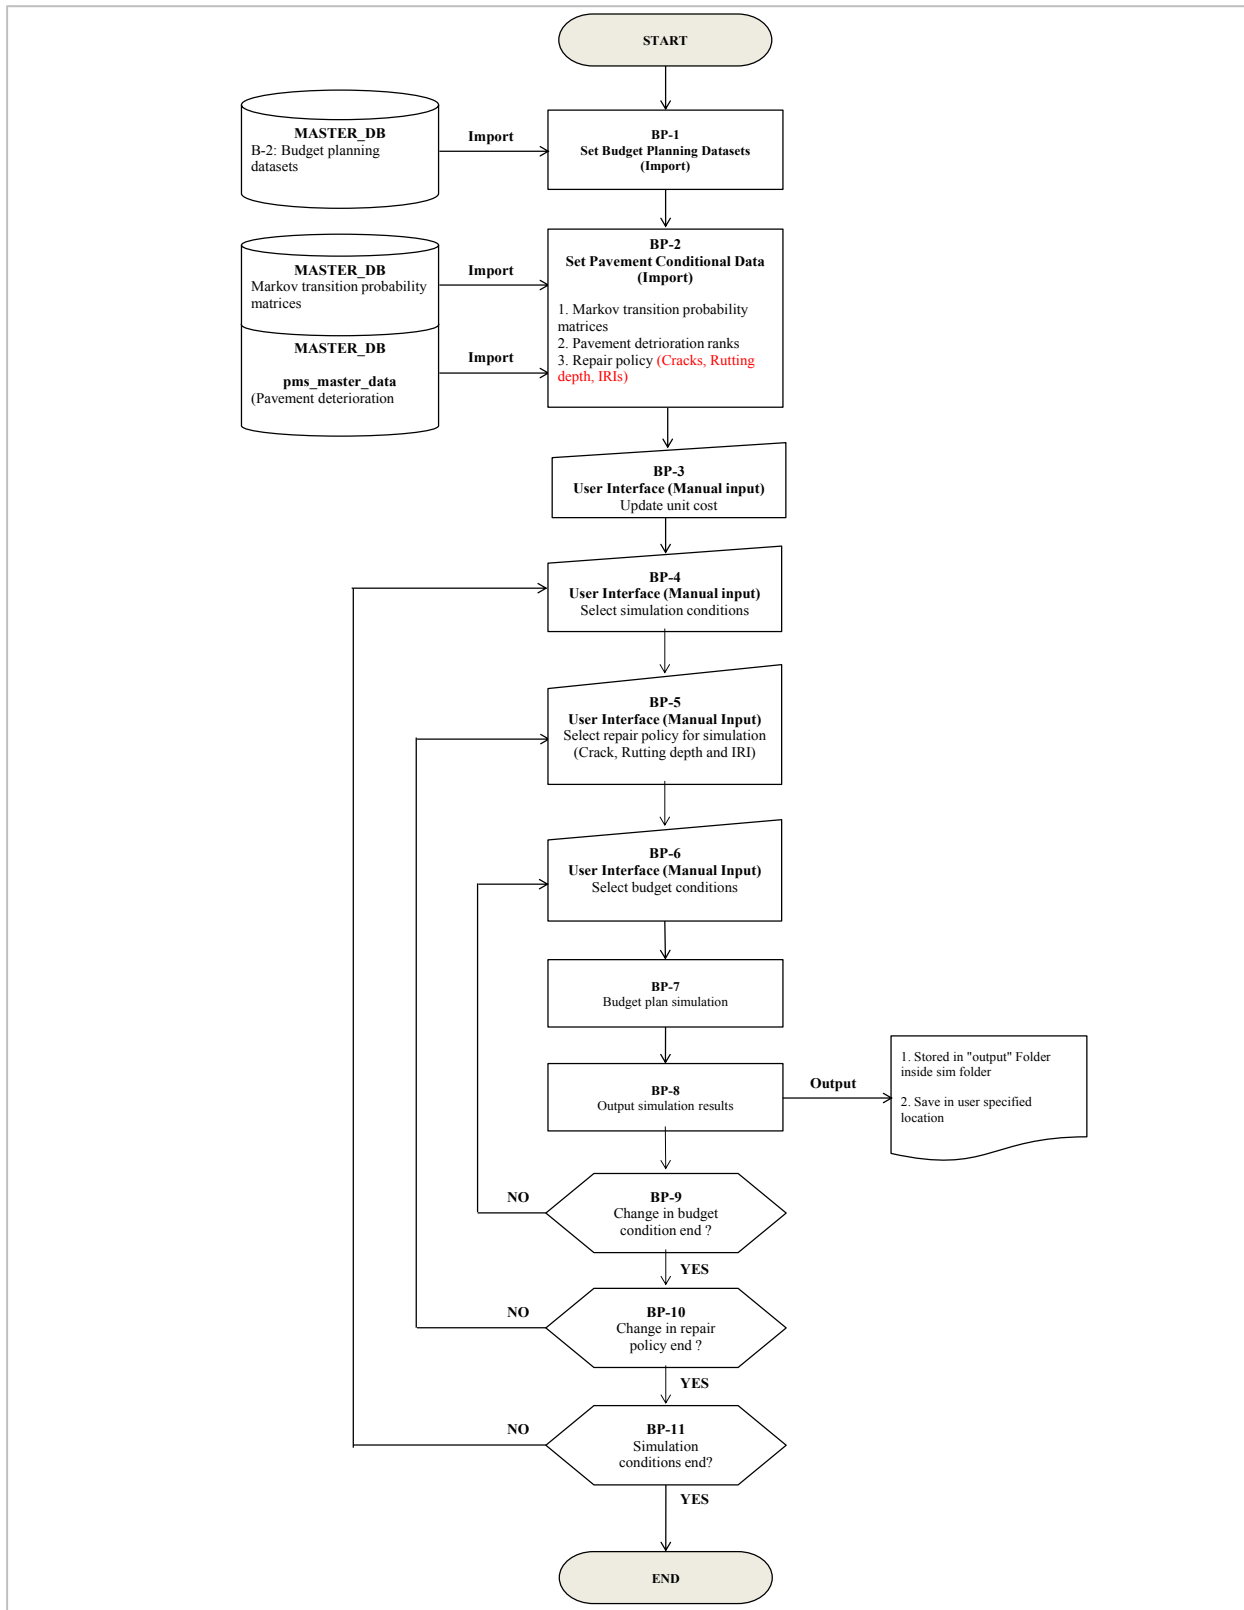 START
MASTER_DB
B-2: Budget planning
datasets
Import
BP-1
Set Budget Planning Datasets
(Import)
MASTER_DB
Markov transition probability
matrices
Import
MASTER_DB
pms_master_data
(Pavement deterioration
Import
BP-2
Set Pavement Conditional Data
(Import)
1. Markov transition probability
matrices
2. Pavement detrioration ranks
3. Repair policy (Cracks, Rutting
depth, IRIs)
BP-3
User Interface (Manual input)
Update unit cost
BP-4
User Interface (Manual input)
Select simulation conditions
BP-5
User Interface (Manual Input)
Select repair policy for simulation
(Crack, Rutting depth and IRI)
BP-6
User Interface (Manual Input)
Select budget conditions
BP-7
Budget plan simulation
BP-8
Output simulation results
Output
1. Stored in "output" Folder
inside sim folder
2. Save in user specified
location
NO
BP-9
Change in budget
condition end ?
YES
NO
BP-10
Change in repair
policy end ?
YES
NO
BP-11
Simulation
conditions end?
YES
END